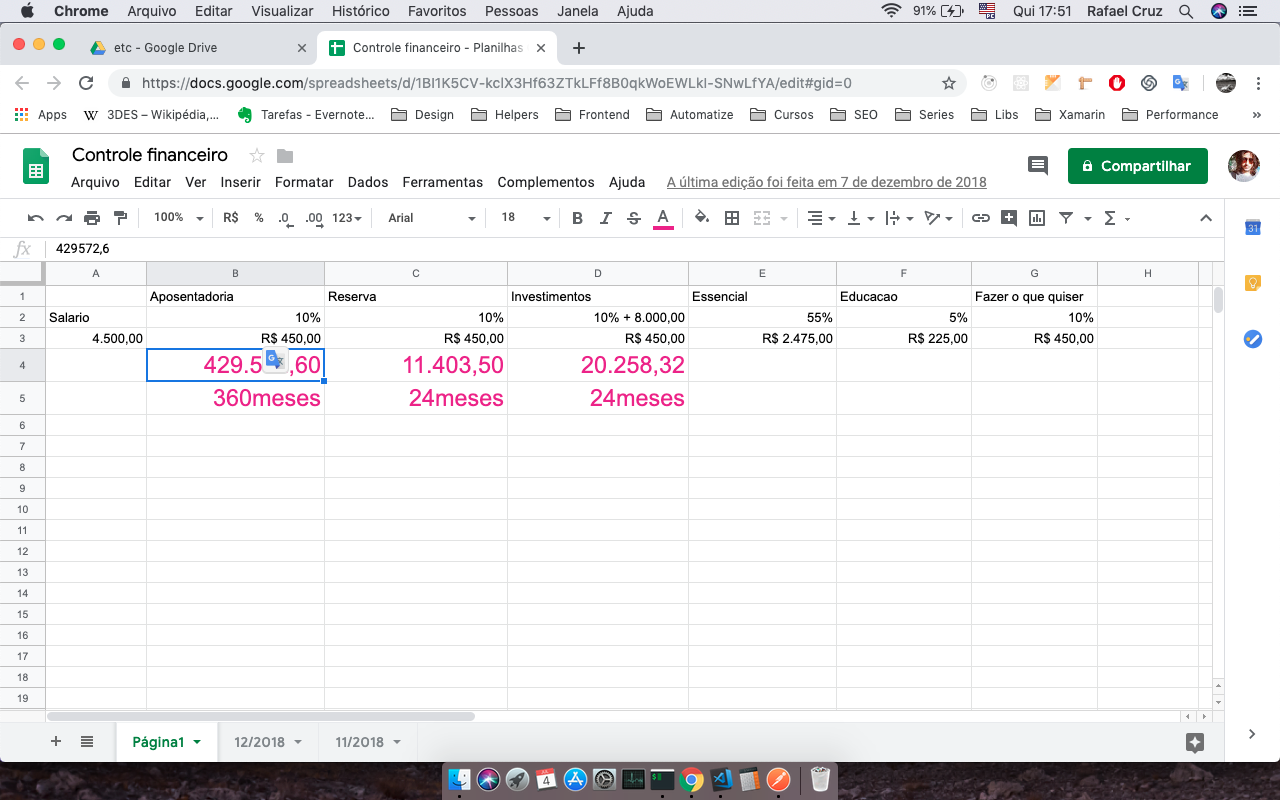 Chrome Arquivo Editar Visualizar Histórico Favoritos Pessoas Janela Ajuda 91% Qui 17:51 Rafael Cruz
etc - Google Drive Controle financeiro - Planilhas
https://docs.google.com/spreadsheets/d/1BI1K5CV-kcIX3Hf63ZTkLFf8B0qkWoEWLkI-SNwLfYA/edit#gid=0
Apps 3DES – Wikipédia,... Tarefas - Evernote... Design Helpers Frontend Automatize Cursos SEO Series Libs Xamarin Performance »
Controle financeiro
Compartilhar
Arquivo Editar Ver Inserir Formatar Dados Ferramentas Complementos Ajuda A última edição foi feita em 7 de dezembro de 2018
100% R$ % .0 .00 123 Arial 18 B I S A Σ
31
fx 429572,6
A B C D E F G H
1 Aposentadoria Reserva Investimentos Essencial Educacao Fazer o que quiser
2 Salario 10% 10% 10% + 8.000,00 55% 5% 10%
3 4.500,00 R$ 450,00 R$ 450,00 R$ 450,00 R$ 2.475,00 R$ 225,00 R$ 450,00
4 429.5 ,60 11.403,50 20.258,32
5 360meses 24meses 24meses
6
7
8
9
10
11
12
13
14
15
16
17
18
19
Página1 12/2018 11/2018
4